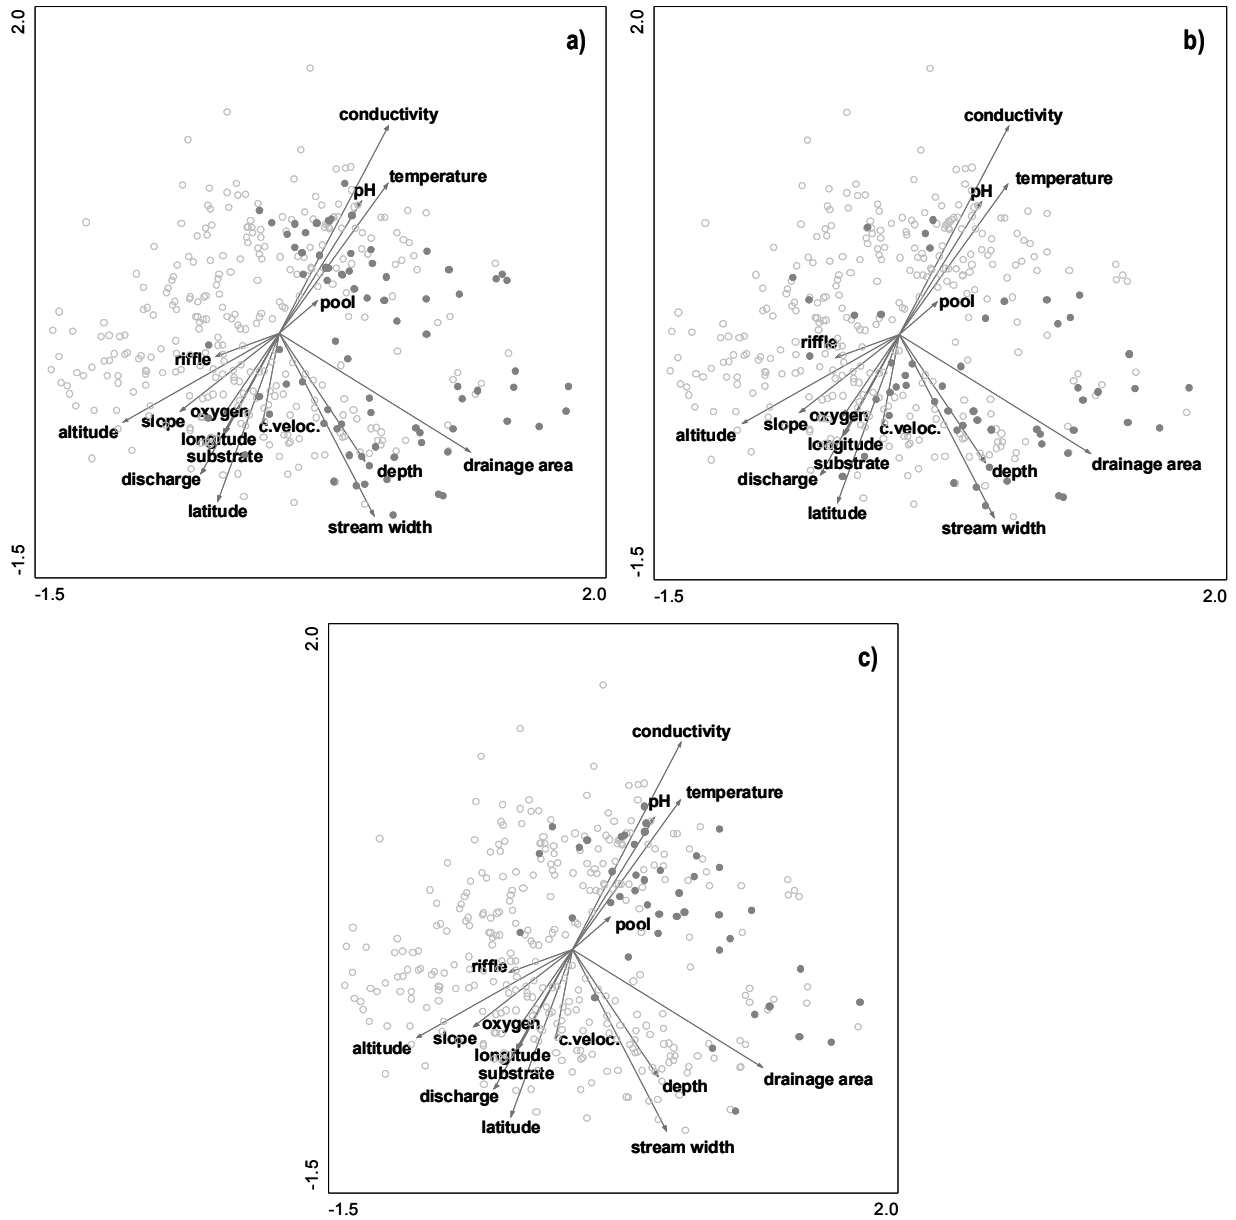 2.0
a)
conductivity
temperature
pH
pool
riffle
oxygen
slope
c.veloc.
altitude
longitude
substrate
drainage area
depth
discharge
latitude
stream width
-1.5
-1.5
2.0
b)
conductivity
temperature
pH
pool
riffle
oxygen
slope
c.veloc.
altitude
longitude
substrate
drainage area
depth
discharge
latitude
stream width
-1.5
-1.5
2.0
2.0
c)
conductivity
temperature
pH
pool
riffle
oxygen
slope
c.veloc.
altitude
longitude
substrate
drainage area
depth
discharge
latitude
stream width
-1.5
-1.5
2.0